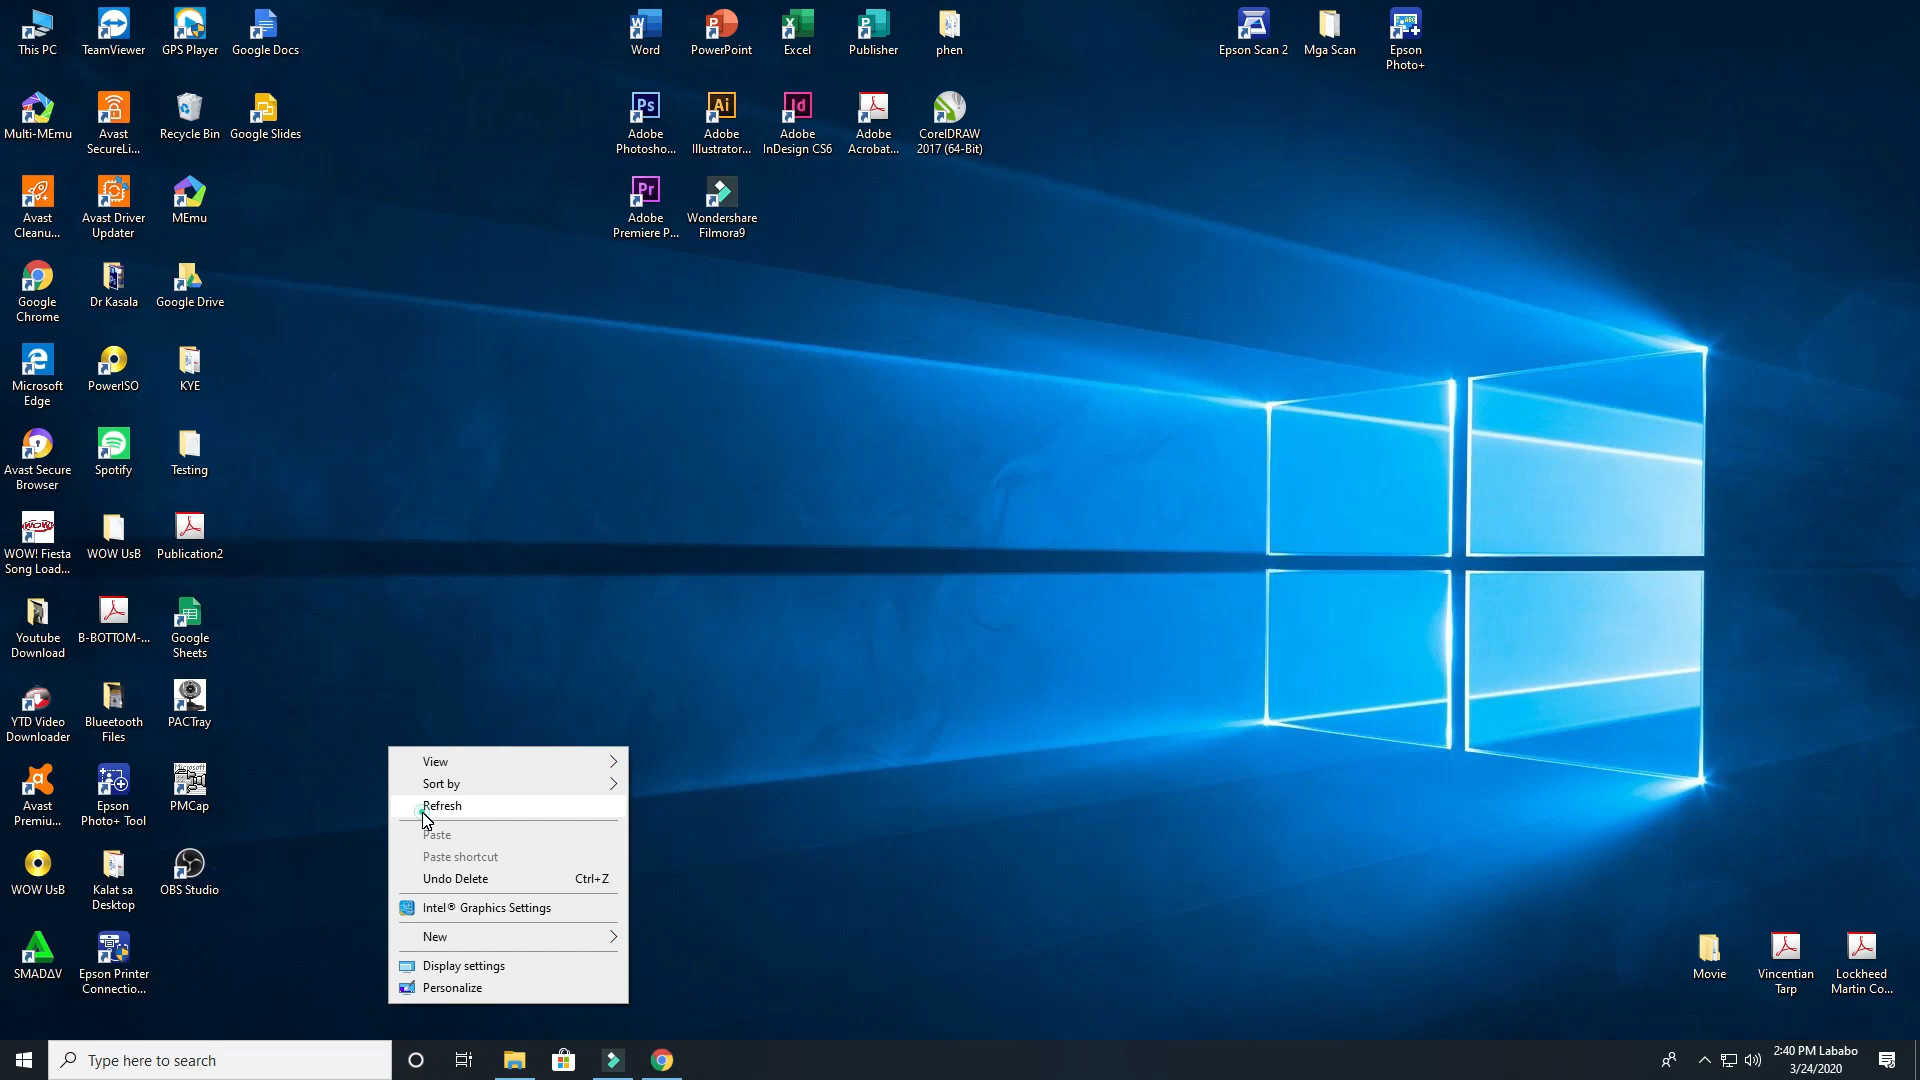 This PC
TeamViewer
GPS Player
Google Docs
Word
PowerPoint
Excel
Publisher
phen
Epson Scan 2
Mga Scan
Epson
Photo+
Multi-MEmu
Avast
SecureLi...
Recycle Bin
Google Slides
Ps
Adobe
Photosho...
Ai
Adobe
Illustrator...
Id
Adobe
InDesign CS6
Adobe
Acrobat...
CorelDRAW
2017 (64-Bit)
Avast
Cleanu...
Avast Driver
Updater
MEmu
Pr
Adobe
Premiere P...
Wondershare
Filmora9
Google
Chrome
Dr Kasala
Google Drive
Microsoft
Edge
PowerISO
KYE
Avast Secure
Browser
Spotify
Testing
WOW! Fiesta
Song Load...
WOW UsB
Publication2
Youtube
Download
B-BOTTOM-...
Google
Sheets
YTD Video
Downloader
Blueetooth
Files
PACTray
Avast
Premiu...
Epson
Photo+ Tool
PMCap
WOW UsB
Kalat sa
Desktop
OBS Studio
SMADΔV
Epson Printer
Connectio...
View
Sort by
Refresh
Paste
Paste shortcut
Undo Delete Ctrl+Z
Intel® Graphics Settings
New
Display settings
Personalize
Movie
Vincentian
Tarp
Lockheed
Martin Co...
Type here to search
2:40 PM Lababo
3/24/2020